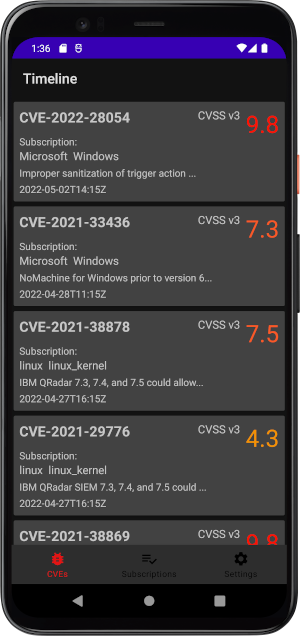 1:36
Timeline
CVE-2022-28054 CVSS v3 9.8
Subscription:
Microsoft Windows
Improper sanitization of trigger action ...
2022-05-02T14:15Z
CVE-2021-33436 CVSS v3 7.3
Subscription:
Microsoft Windows
NoMachine for Windows prior to version 6...
2022-04-28T11:15Z
CVE-2021-38878 CVSS v3 7.5
Subscription:
linux linux_kernel
IBM QRadar 7.3, 7.4, and 7.5 could allow...
2022-04-27T16:15Z
CVE-2021-29776 CVSS v3 4.3
Subscription:
linux linux_kernel
IBM QRadar SIEM 7.3, 7.4, and 7.5 could ...
2022-04-27T16:15Z
CVE-2021-38869 CVSS v3 9.8
CVEs Subscriptions Settings